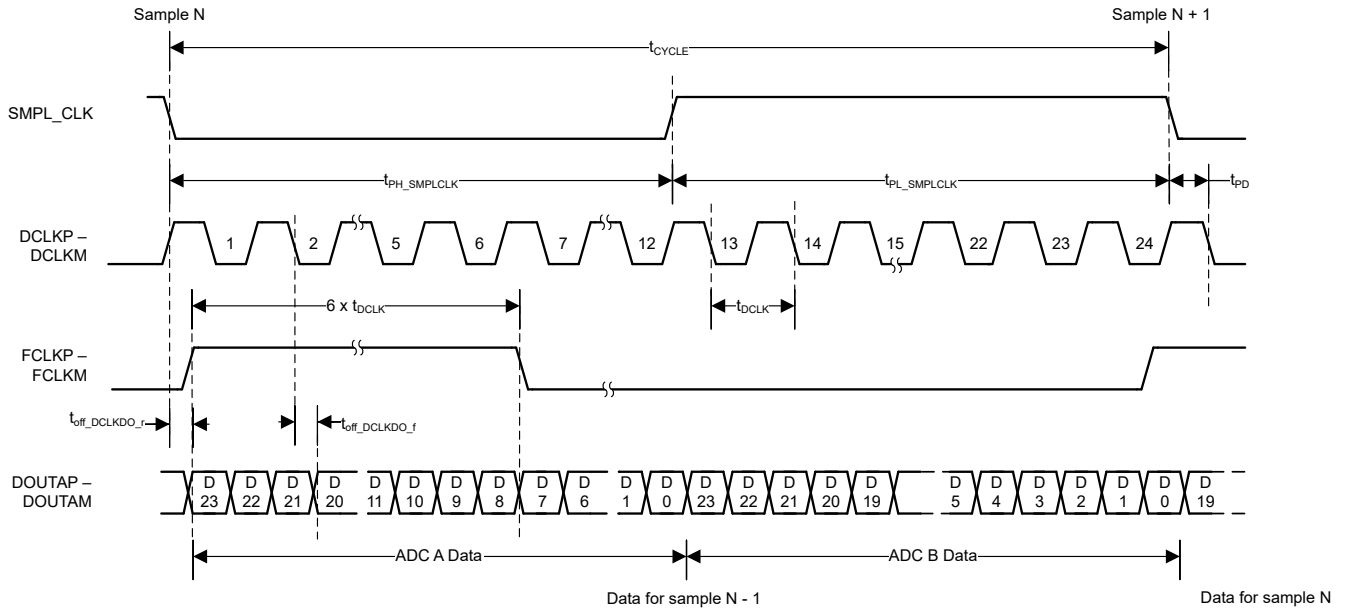 Sample N
Sample N + 1
tCYCLE
SMPL_CLK
tPH_SMPLCLK
tPL_SMPLCLK
tPD
DCLKP –
DCLKM
1 2 5 6 7 12 13 14 15 22 23 24
6 x tDCLK
tDCLK
FCLKP –
FCLKM
toff_DCLKDO_r
toff_DCLKDO_f
DOUTAP –
DOUTAM
D D D D D D D D D D D D D D D D D D D D D D D D
23 22 21 20 11 10 9 8 7 6 1 0 23 22 21 20 19 5 4 3 2 1 0 19
ADC A Data
ADC B Data
Data for sample N - 1
Data for sample N